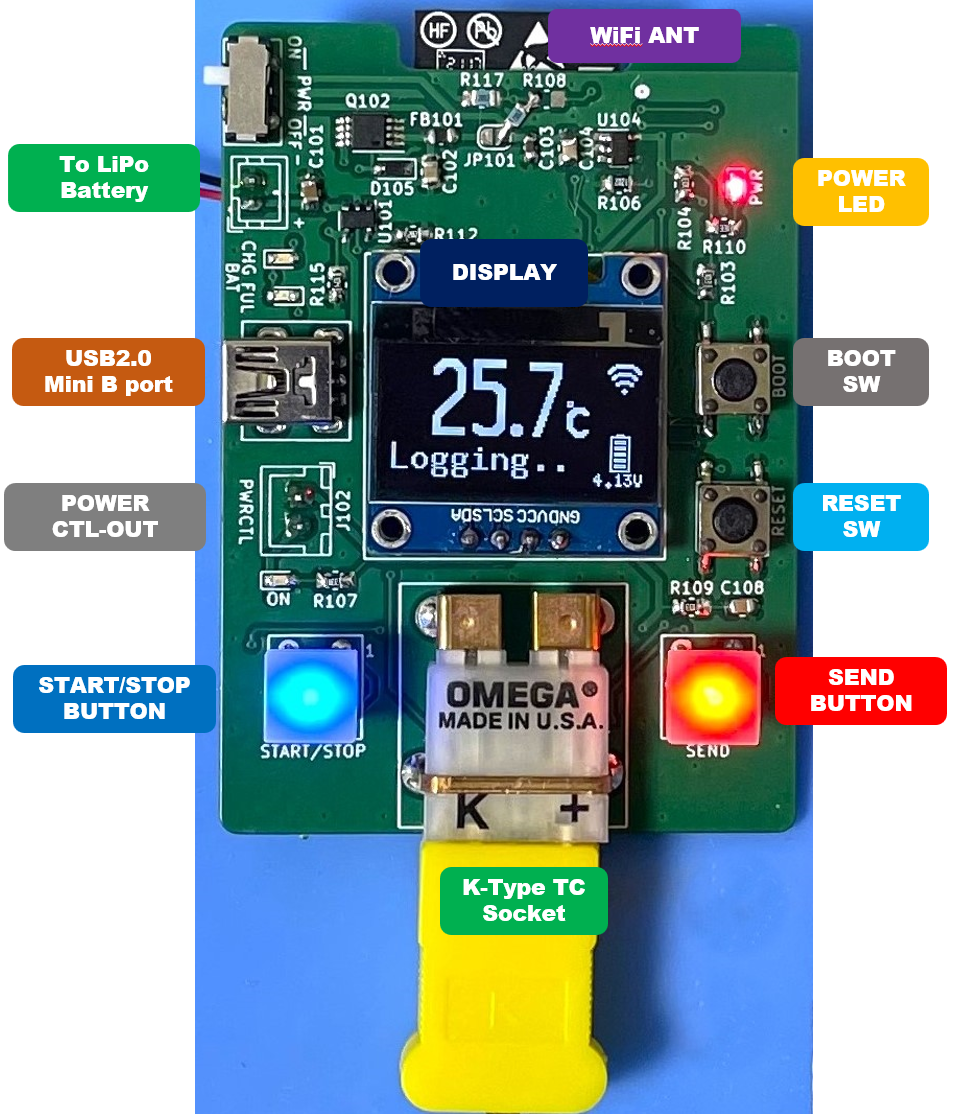 HF
Pb
WiFi ANT
ON
PWR
OFF
R117
R108
Q102
FB101
U104
C101
JP101
C103
C104
To LiPo
Battery
D105
C102
R106
R104
PWR
POWER
LED
-
+
U101
R112
R110
CHG FUL
BAT
R115
DISPLAY
R103
USB2.0
Mini B port
25.7℃
Logging..
4.13V
BOOT
BOOT
SW
POWER
CTL-OUT
PWRCTL
J102
GNDVCC SCLSDA
RESET
RESET
SW
ON
R107
R109
C108
1
1
START/STOP
BUTTON
OMEGA®
MADE IN U.S.A.
SEND
BUTTON
START/STOP
SEND
K
+
K-Type TC
Socket
K